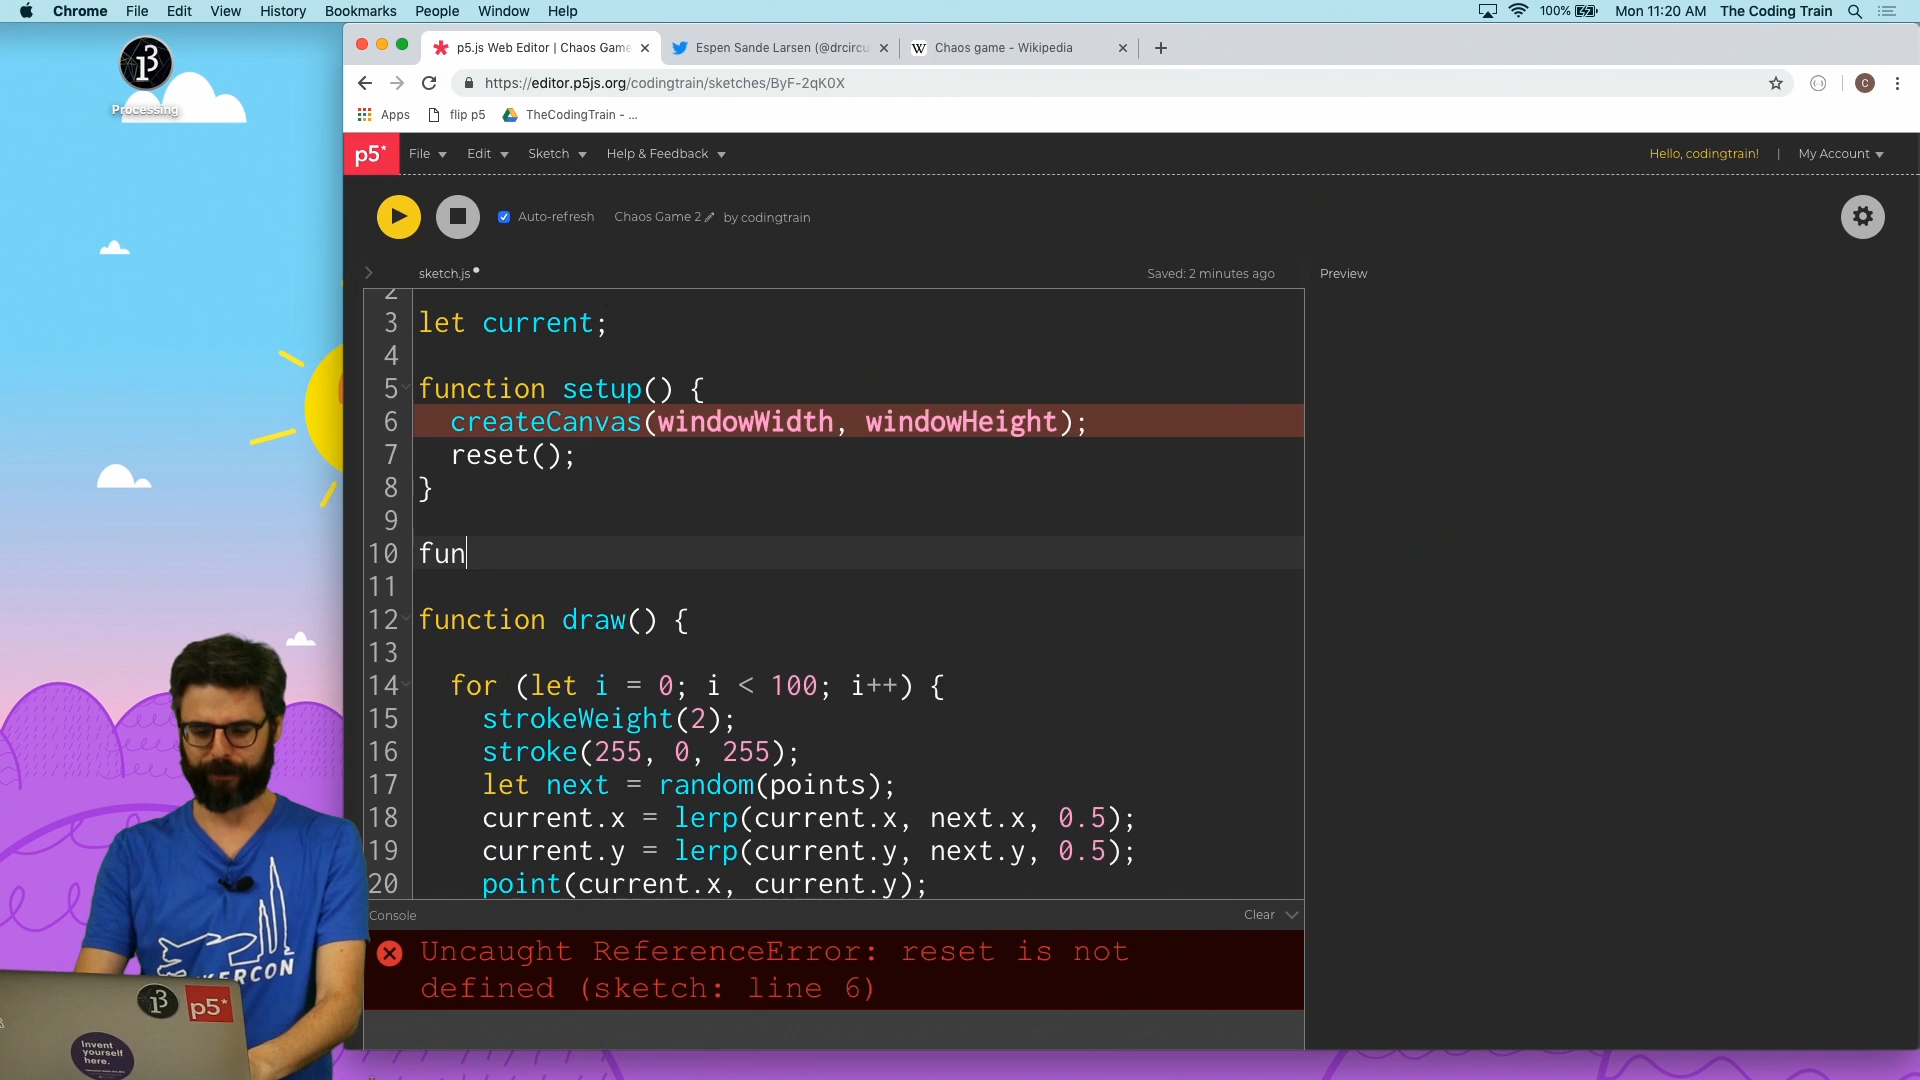 Chrome File Edit View History Bookmarks People Window Help 100% Mon 11:20 AM The Coding Train
Processing
p5.js Web Editor | Chaos Game
Espen Sande Larsen (@drcircu
W Chaos game - Wikipedia
https://editor.p5js.org/codingtrain/sketches/ByF-2qK0X
C
Apps flip p5 TheCodingTrain - ...
p5* File Edit Sketch Help & Feedback Hello, codingtrain! | My Account
Auto-refresh Chaos Game 2 by codingtrain
sketch.js Saved: 2 minutes ago Preview
2
3 let current;
4
5 function setup() {
6 createCanvas(windowWidth, windowHeight);
7 reset();
8 }
9
10 fun
11
12 function draw() {
13
14 for (let i = 0; i < 100; i++) {
15 strokeWeight(2);
16 stroke(255, 0, 255);
17 let next = random(points);
18 current.x = lerp(current.x, next.x, 0.5);
19 current.y = lerp(current.y, next.y, 0.5);
20 point(current.x, current.y);
Console Clear
Uncaught ReferenceError: reset is not
defined (sketch: line 6)
KERCON
p5*
Invent
yourself
here.